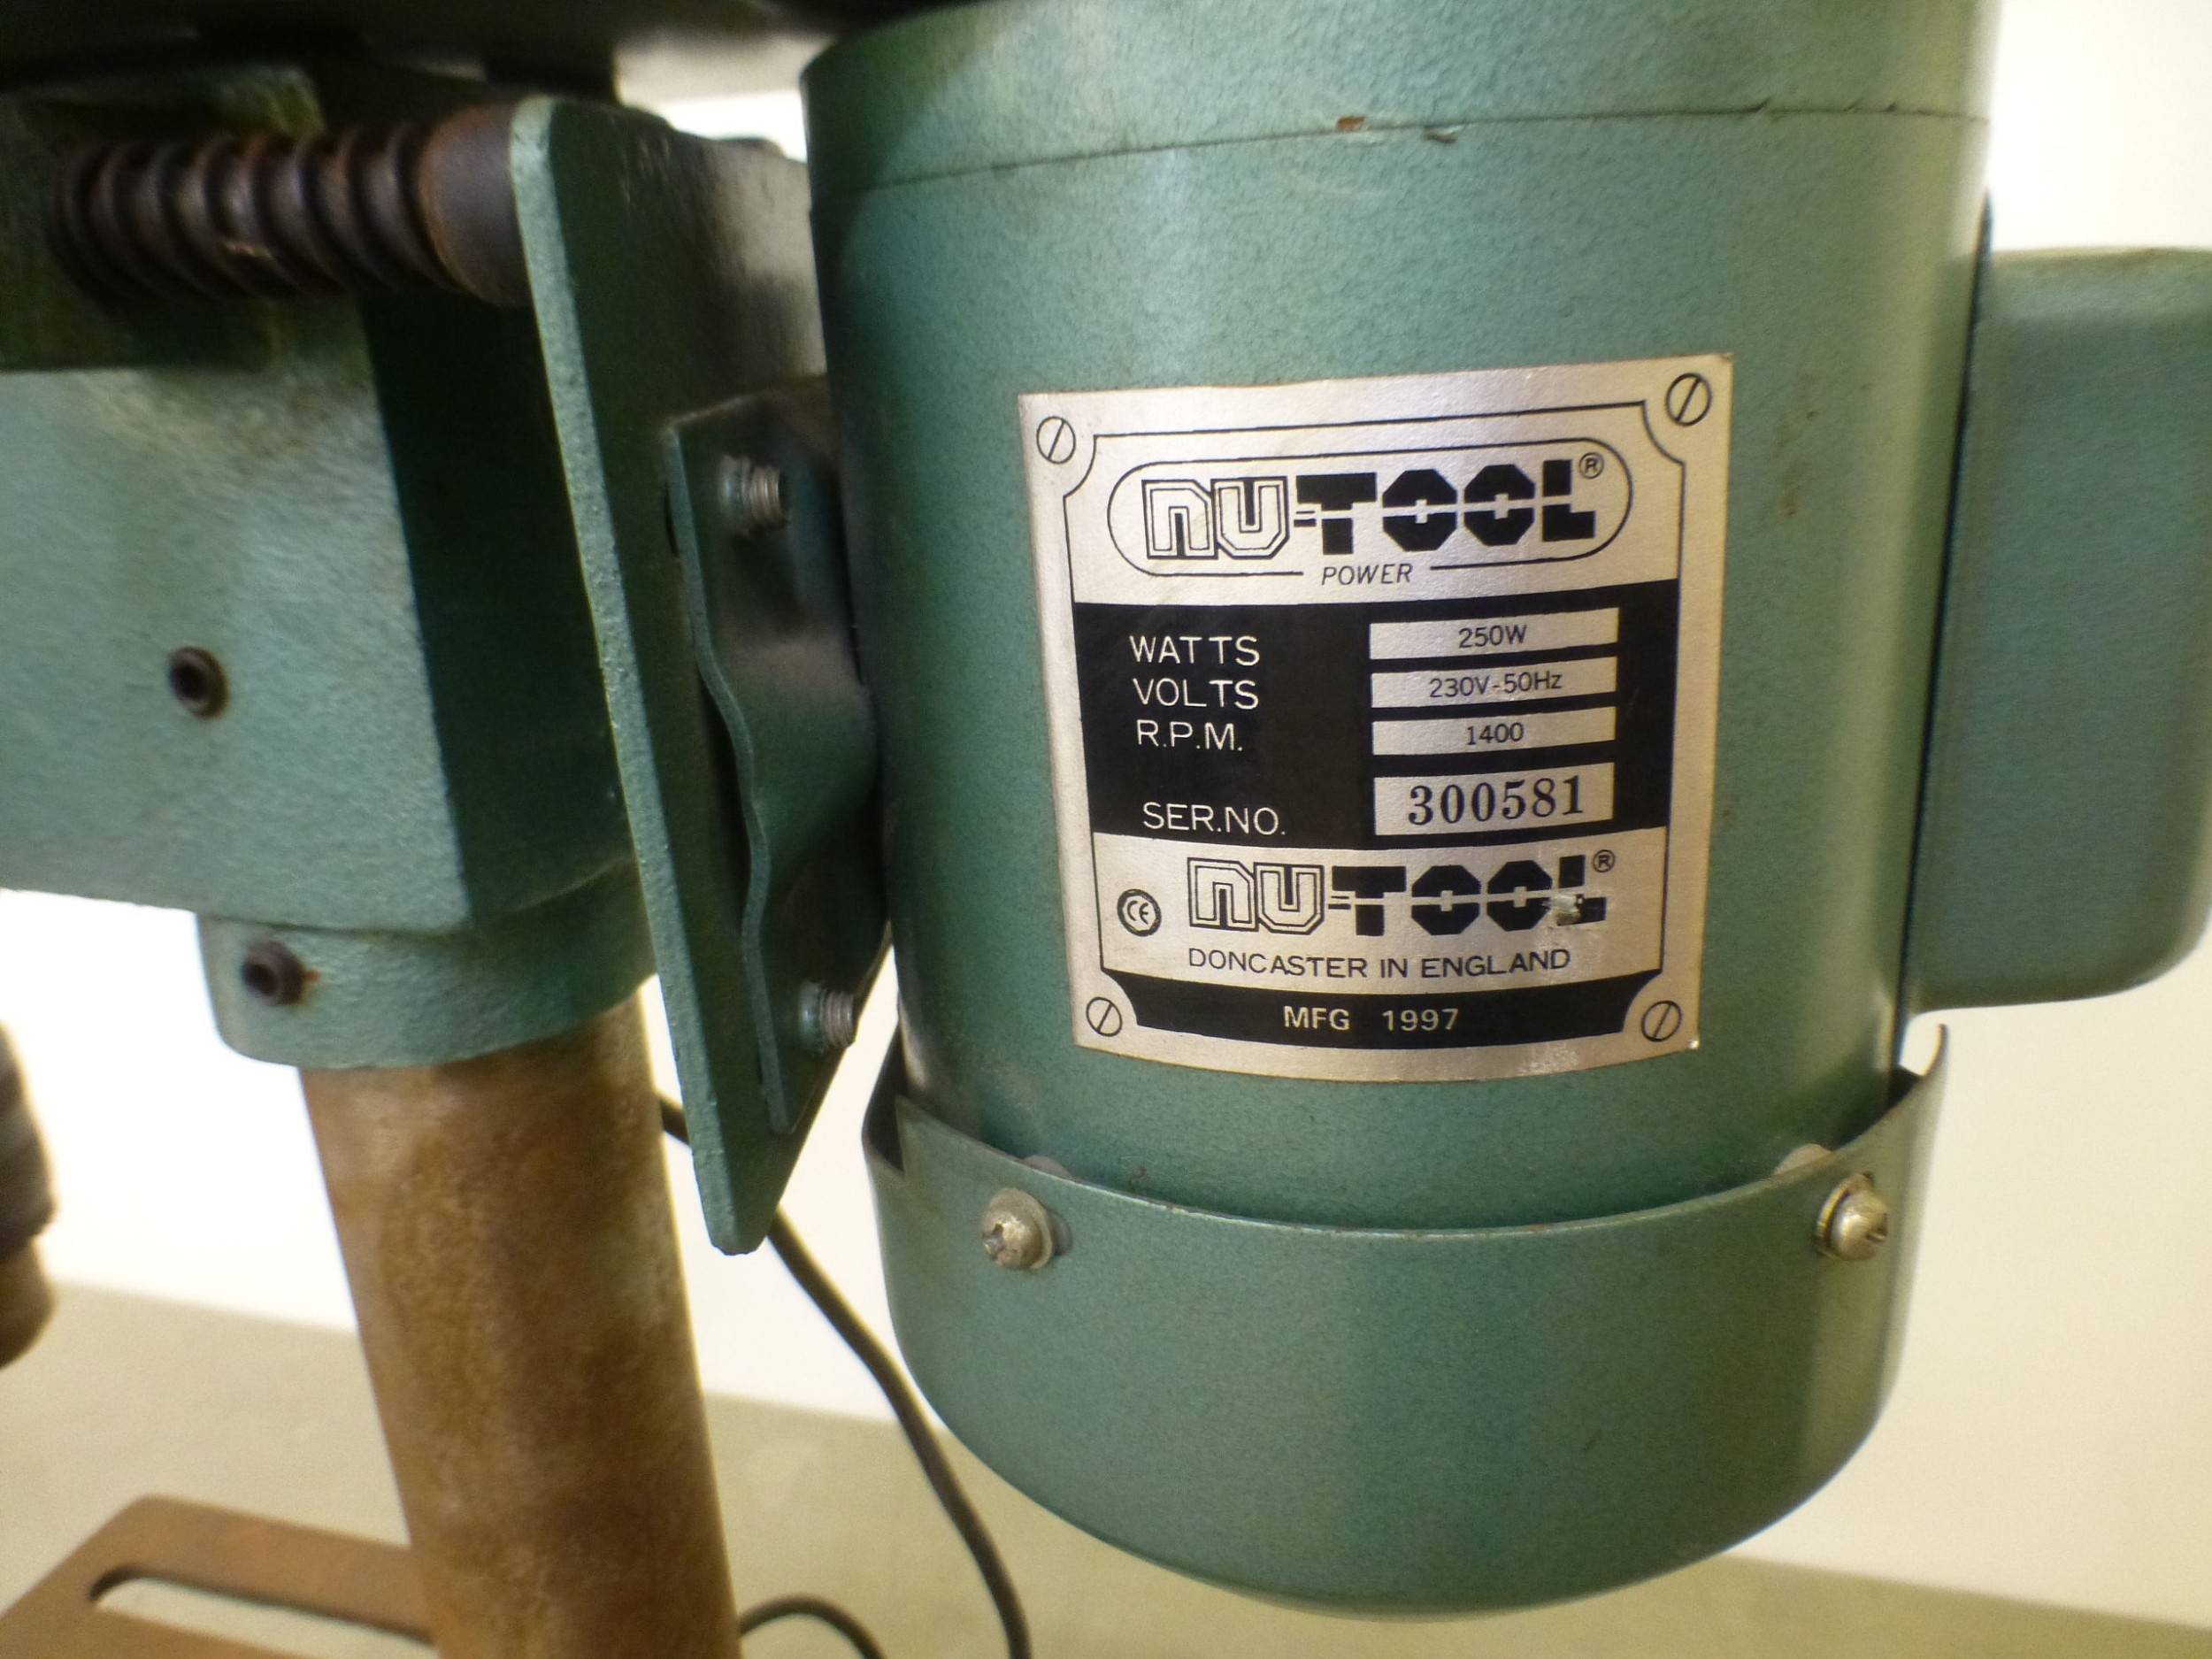 nu-TOOL®
POWER
WATTS 250W
VOLTS 230V-50Hz
R.P.M. 1400
SER.NO. 300581
CE nu-TOOL®
DONCASTER IN ENGLAND
MFG 1997